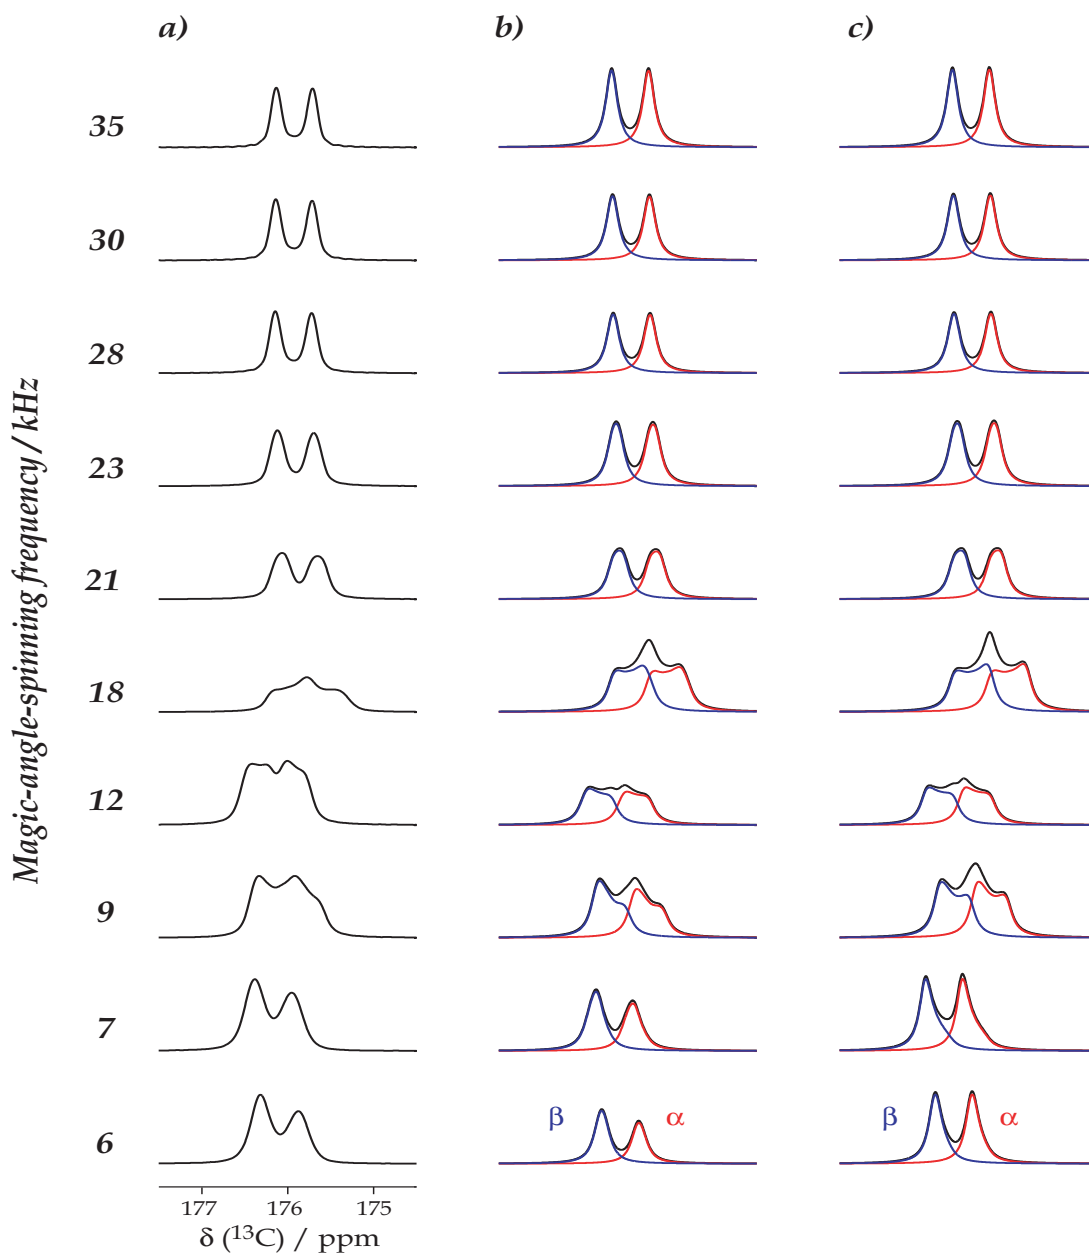 a) b) c)
Magic-angle-spinning frequency / kHz
35
30
28
23
21
18
12
9
7
6
β α β α
177 176 175
δ (¹³C) / ppm